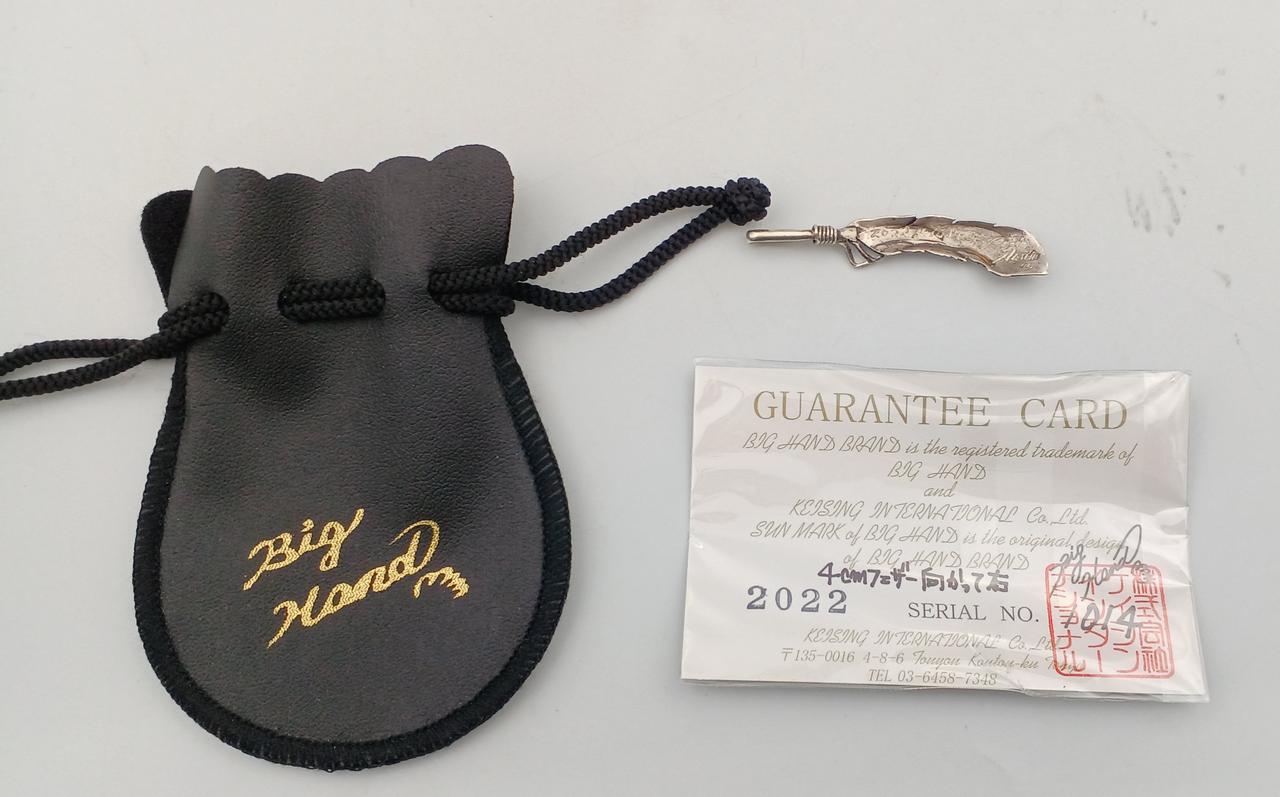 Big
Hand
GUARANTEE CARD
BIG HAND BRAND is the registered trademark of
BIG HAND
and
KEISING INTERNATIONAL Co.,Ltd.
SUN MARK of BIG HAND is the original design
of BIG HAND BRAND
4cmフェザー向かって右
2022 SERIAL NO. 1014
Big Hand
KEISING INTERNATIONAL Co., Ltd
〒135-0016 4-8-6 Touyou Koutou-ku
TEL 03-6458-7348